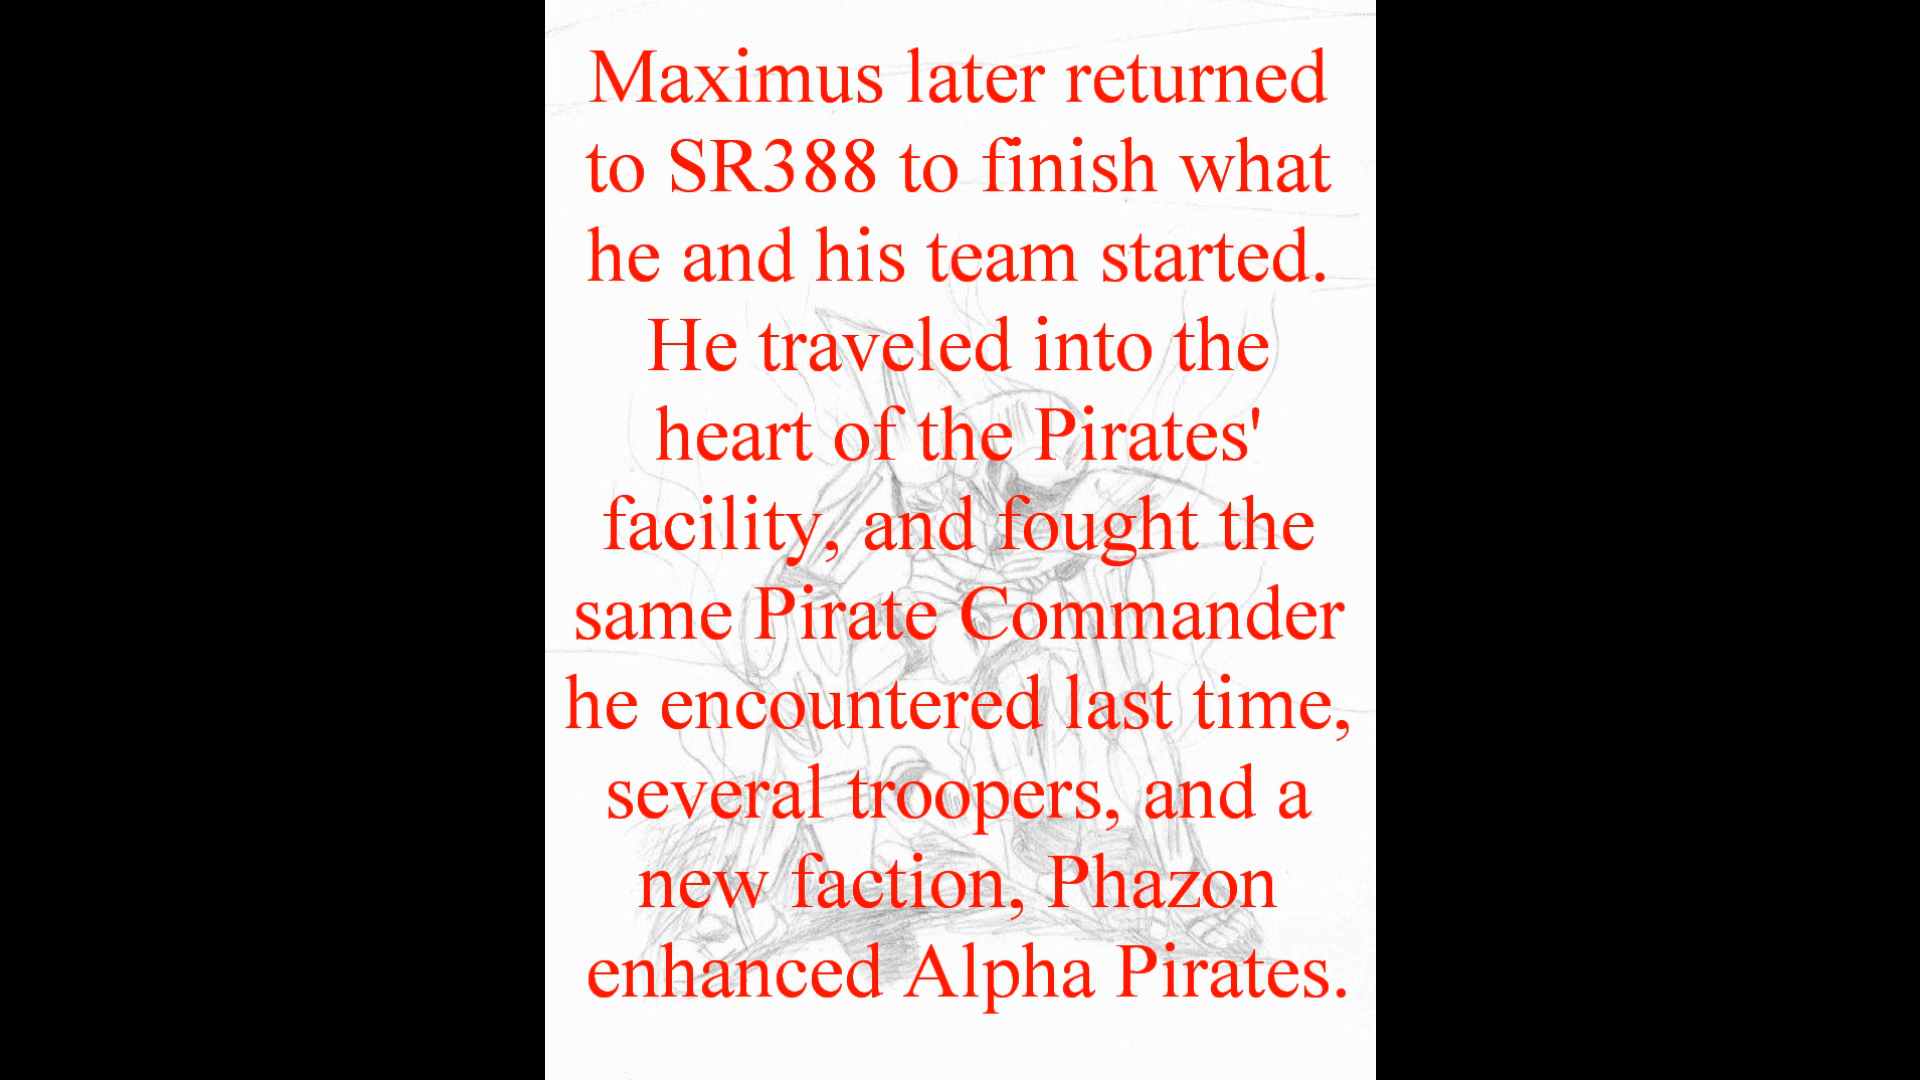 Maximus later returned
to SR388 to finish what
he and his team started.
He traveled into the
heart of the Pirates'
facility, and fought the
same Pirate Commander
he encountered last time,
several troopers, and a
new faction, Phazon
enhanced Alpha Pirates.